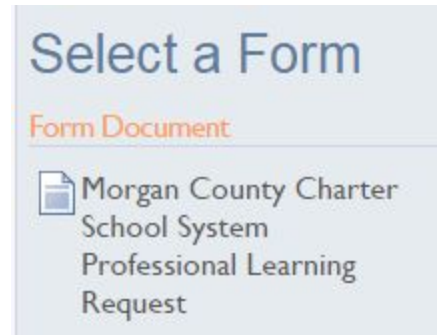 Select a Form
Form Document
Morgan County Charter
School System
Professional Learning
Request